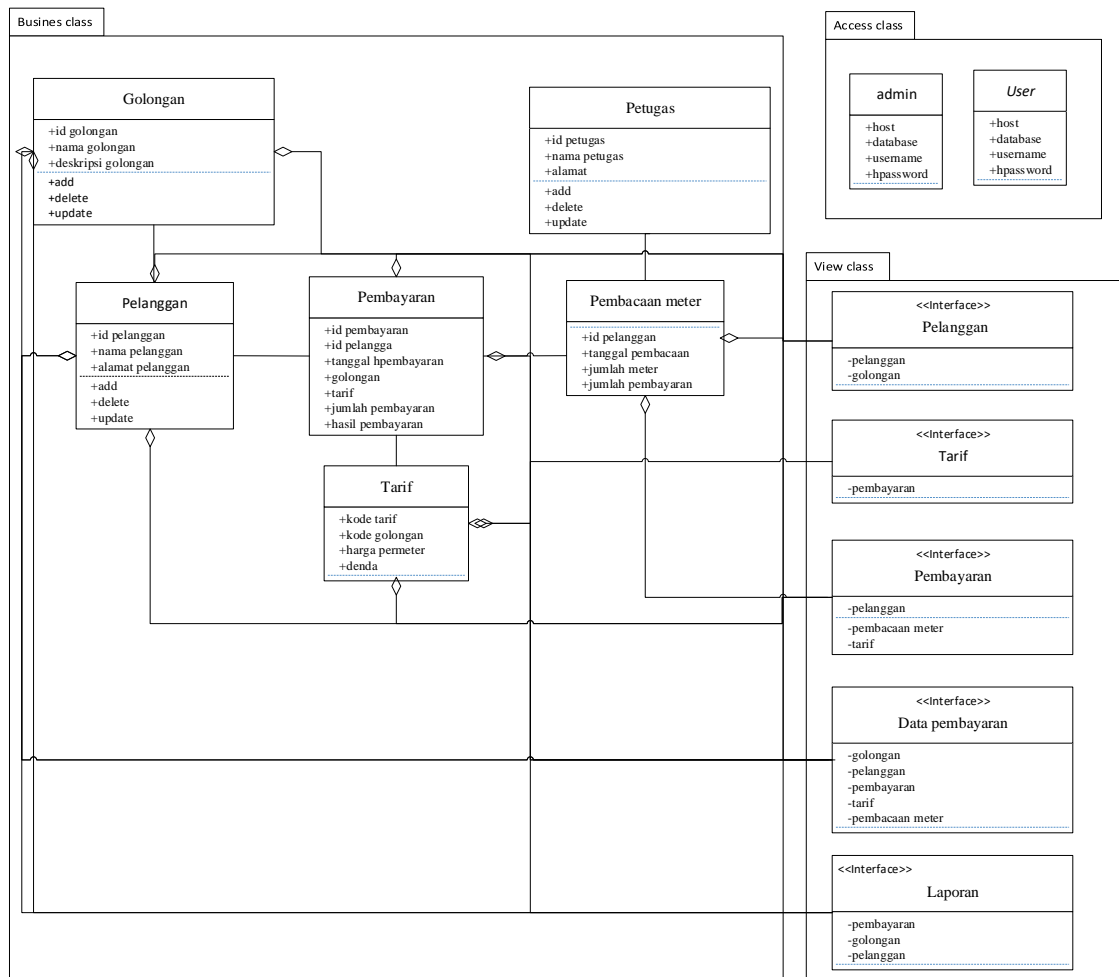 Busines class
Golongan
+id golongan
+nama golongan
+deskripsi golongan
+add
+delete
+update
Petugas
+id petugas
+nama petugas
+alamat
+add
+delete
+update
Pelanggan
+id pelanggan
+nama pelanggan
+alamat pelanggan
+add
+delete
+update
Pembayaran
+id pembayaran
+id pelangga
+tanggal hpembayaran
+golongan
+tarif
+jumlah pembayaran
+hasil pembayaran
Pembacaan meter
+id pelanggan
+tanggal pembacaan
+jumlah meter
+jumlah pembayaran
Tarif
+kode tarif
+kode golongan
+harga permeter
+denda
Access class
admin
+host
+database
+username
+hpassword
User
+host
+database
+username
+hpassword
View class
<<Interface>>
Pelanggan
-pelanggan
-golongan
<<Interface>>
Tarif
-pembayaran
<<Interface>>
Pembayaran
-pelanggan
-pembacaan meter
-tarif
<<Interface>>
Data pembayaran
-golongan
-pelanggan
-pembayaran
-tarif
-pembacaan meter
<<Interface>>
Laporan
-pembayaran
-golongan
-pelanggan